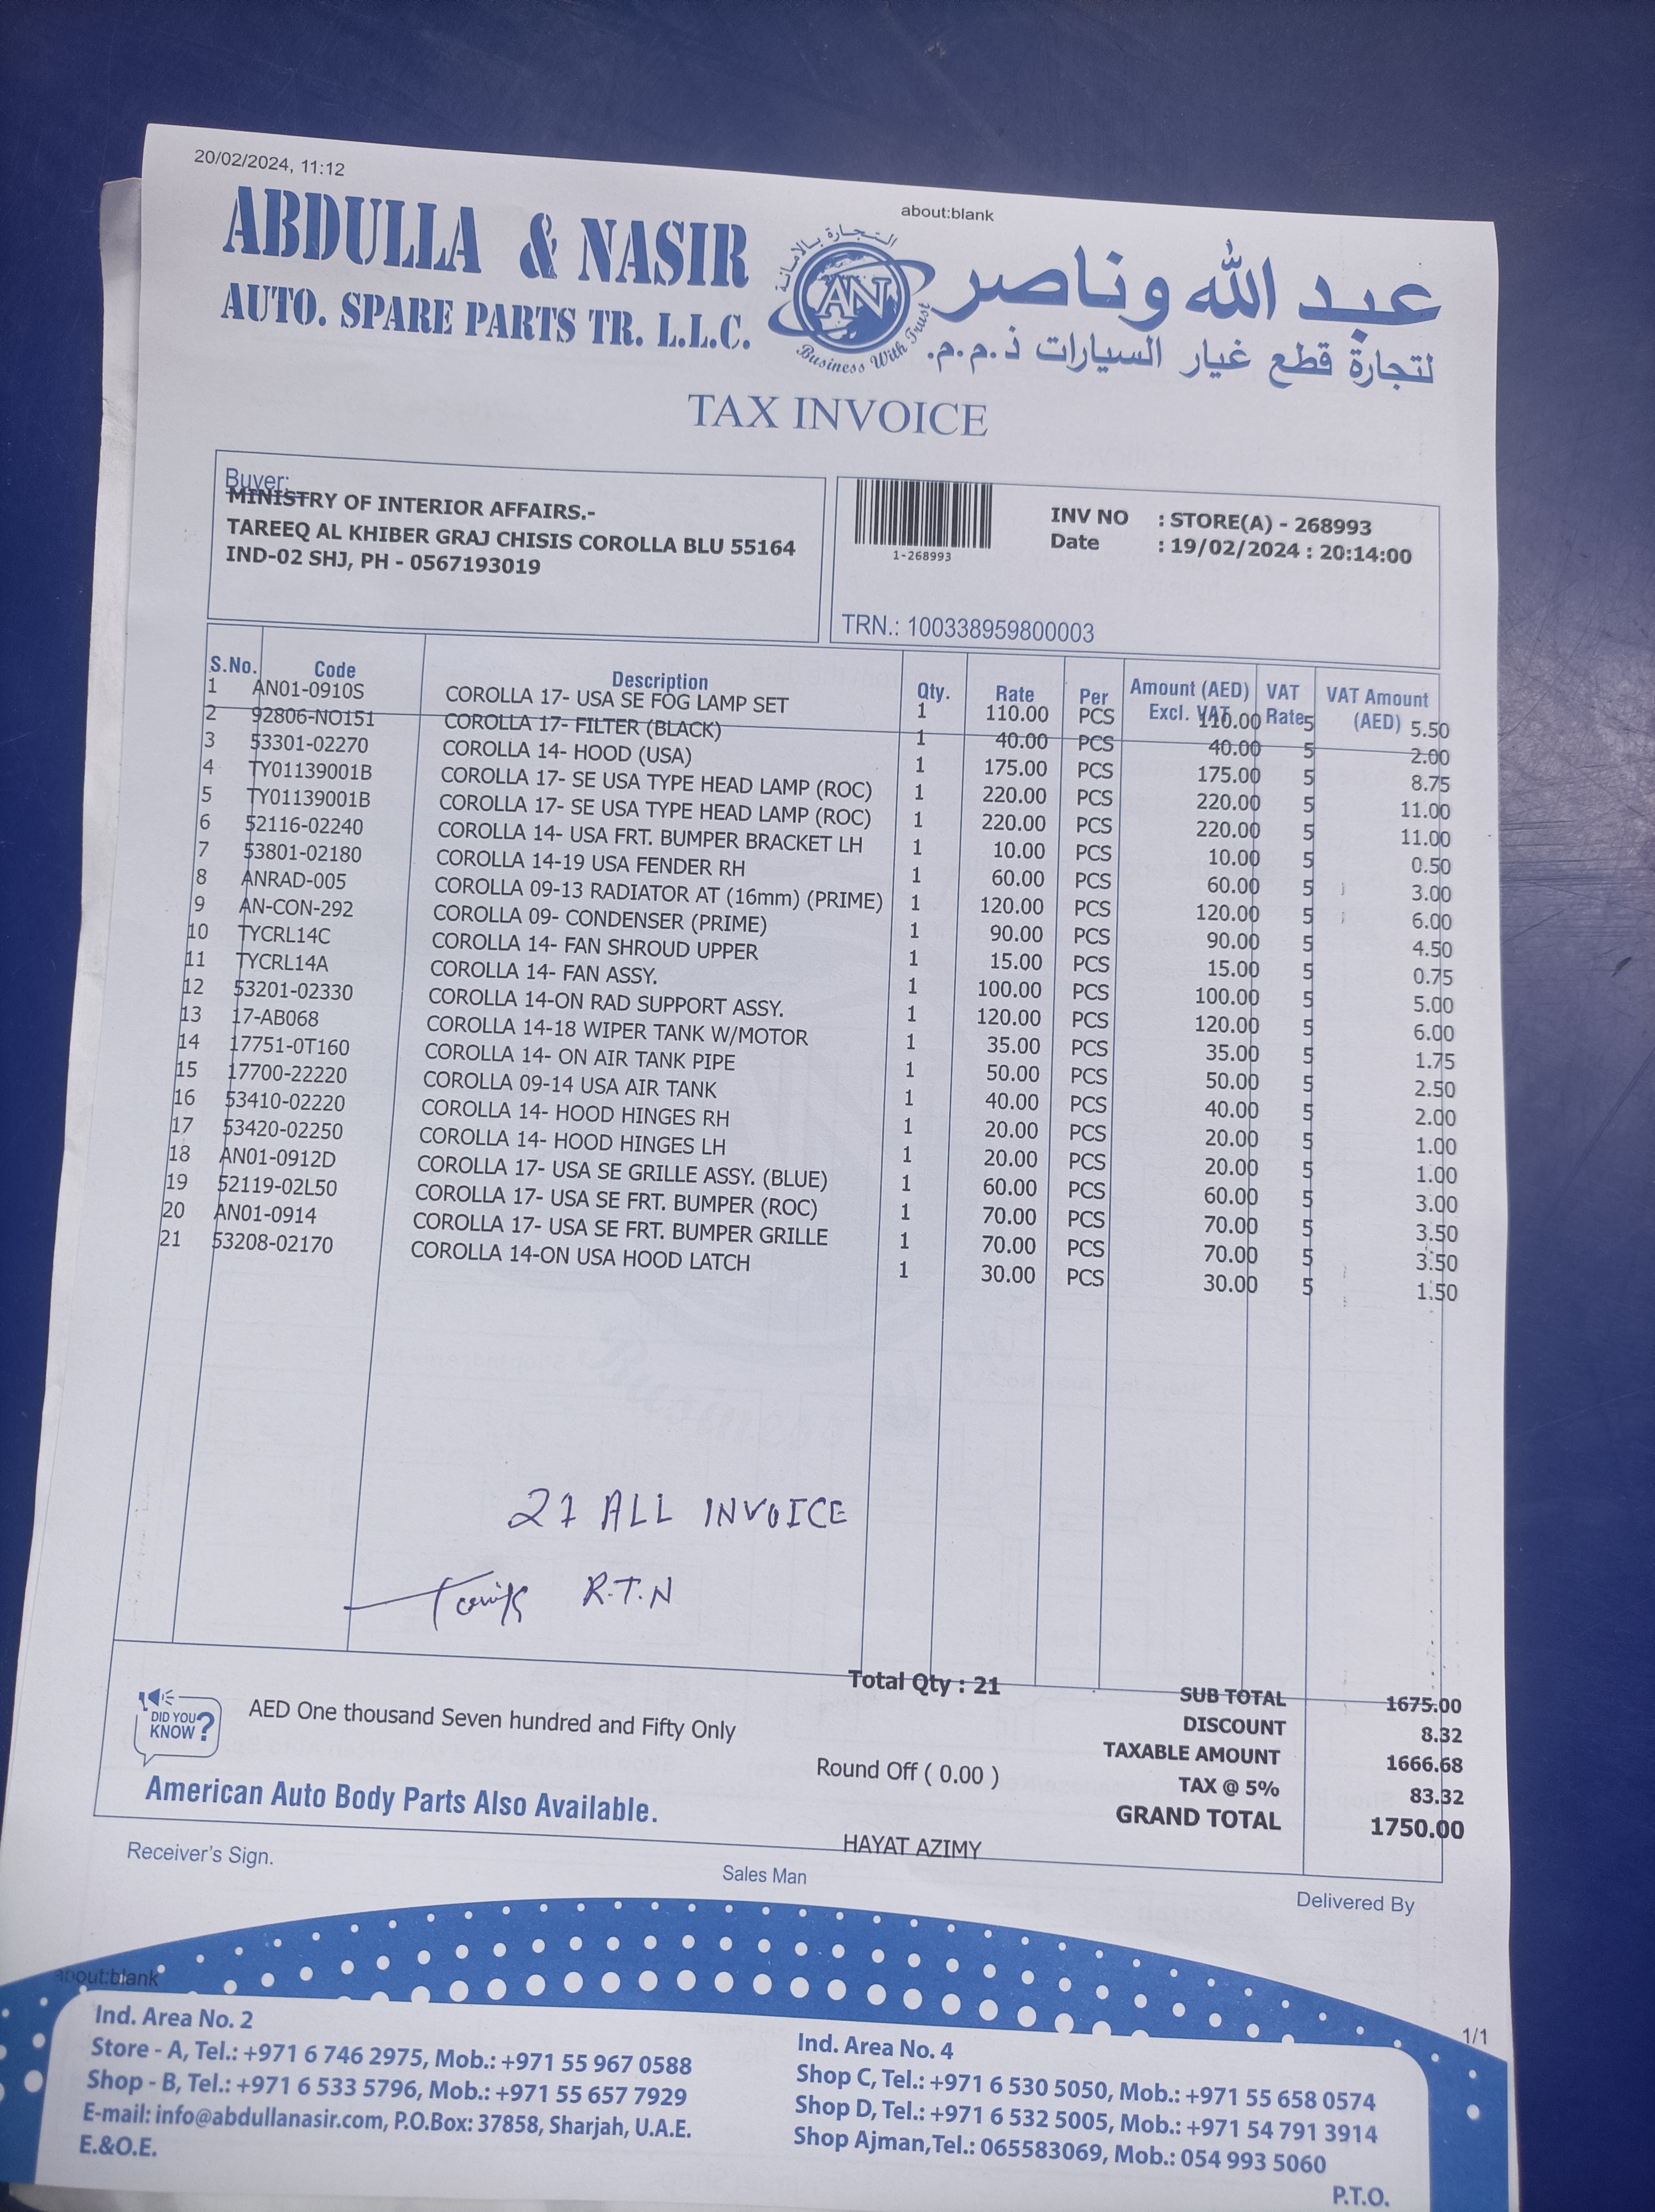 20/02/2024, 11:12
about:blank
ABDULLA & NASIR
AUTO. SPARE PARTS TR. L.L.C.
التجارة بالامانة
AN
Business With Trust
عبد الله وناصر
لتجارة قطع غيار السيارات ذ.م.م.
TAX INVOICE
Buyer:
MINISTRY OF INTERIOR AFFAIRS.-
TAREEQ AL KHIBER GRAJ CHISIS COROLLA BLU 55164
IND-02 SHJ, PH - 0567193019
1-268993
INV NO : STORE(A) - 268993
Date : 19/02/2024 : 20:14:00
TRN.: 100338959800003
S.No. Code Description Qty. Rate Per Amount (AED) Excl. VAT VAT Rate VAT Amount (AED)
1 AN01-0910S COROLLA 17- USA SE FOG LAMP SET 1 110.00 PCS 110.00 5 5.50
2 92806-NO151 COROLLA 17- FILTER (BLACK) 1 40.00 PCS 40.00 5 2.00
3 53301-02270 COROLLA 14- HOOD (USA) 1 175.00 PCS 175.00 5 8.75
4 TY01139001B COROLLA 17- SE USA TYPE HEAD LAMP (ROC) 1 220.00 PCS 220.00 5 11.00
5 TY01139001B COROLLA 17- SE USA TYPE HEAD LAMP (ROC) 1 220.00 PCS 220.00 5 11.00
6 52116-02240 COROLLA 14- USA FRT. BUMPER BRACKET LH 1 10.00 PCS 10.00 5 0.50
7 53801-02180 COROLLA 14-19 USA FENDER RH 1 60.00 PCS 60.00 5 3.00
8 ANRAD-005 COROLLA 09-13 RADIATOR AT (16mm) (PRIME) 1 120.00 PCS 120.00 5 6.00
9 AN-CON-292 COROLLA 09- CONDENSER (PRIME) 1 90.00 PCS 90.00 5 4.50
10 TYCRL14C COROLLA 14- FAN SHROUD UPPER 1 15.00 PCS 15.00 5 0.75
11 TYCRL14A COROLLA 14- FAN ASSY. 1 100.00 PCS 100.00 5 5.00
12 53201-02330 COROLLA 14-ON RAD SUPPORT ASSY. 1 120.00 PCS 120.00 5 6.00
13 17-AB068 COROLLA 14-18 WIPER TANK W/MOTOR 1 35.00 PCS 35.00 5 1.75
14 17751-0T160 COROLLA 14- ON AIR TANK PIPE 1 50.00 PCS 50.00 5 2.50
15 17700-22220 COROLLA 09-14 USA AIR TANK 1 40.00 PCS 40.00 5 2.00
16 53410-02220 COROLLA 14- HOOD HINGES RH 1 20.00 PCS 20.00 5 1.00
17 53420-02250 COROLLA 14- HOOD HINGES LH 1 20.00 PCS 20.00 5 1.00
18 AN01-0912D COROLLA 17- USA SE GRILLE ASSY. (BLUE) 1 60.00 PCS 60.00 5 3.00
19 52119-02L50 COROLLA 17- USA SE FRT. BUMPER (ROC) 1 70.00 PCS 70.00 5 3.50
20 AN01-0914 COROLLA 17- USA SE FRT. BUMPER GRILLE 1 70.00 PCS 70.00 5 3.50
21 53208-02170 COROLLA 14-ON USA HOOD LATCH 1 30.00 PCS 30.00 5 1.50
21 ALL INVOICE
R.T.N
Total Qty : 21
SUB TOTAL 1675.00
DISCOUNT 8.32
TAXABLE AMOUNT 1666.68
TAX @ 5% 83.32
GRAND TOTAL 1750.00
DID YOU KNOW?
AED One thousand Seven hundred and Fifty Only
Round Off ( 0.00 )
American Auto Body Parts Also Available.
HAYAT AZIMY
Receiver's Sign.
Sales Man
Delivered By
about:blank
1/1
Ind. Area No. 2
Store - A, Tel.: +971 6 746 2975, Mob.: +971 55 967 0588
Shop - B, Tel.: +971 6 533 5796, Mob.: +971 55 657 7929
E-mail: info@abdullanasir.com, P.O.Box: 37858, Sharjah, U.A.E.
E.&O.E.
Ind. Area No. 4
Shop C, Tel.: +971 6 530 5050, Mob.: +971 55 658 0574
Shop D, Tel.: +971 6 532 5005, Mob.: +971 54 791 3914
Shop Ajman,Tel.: 065583069, Mob.: 054 993 5060
P.T.O.